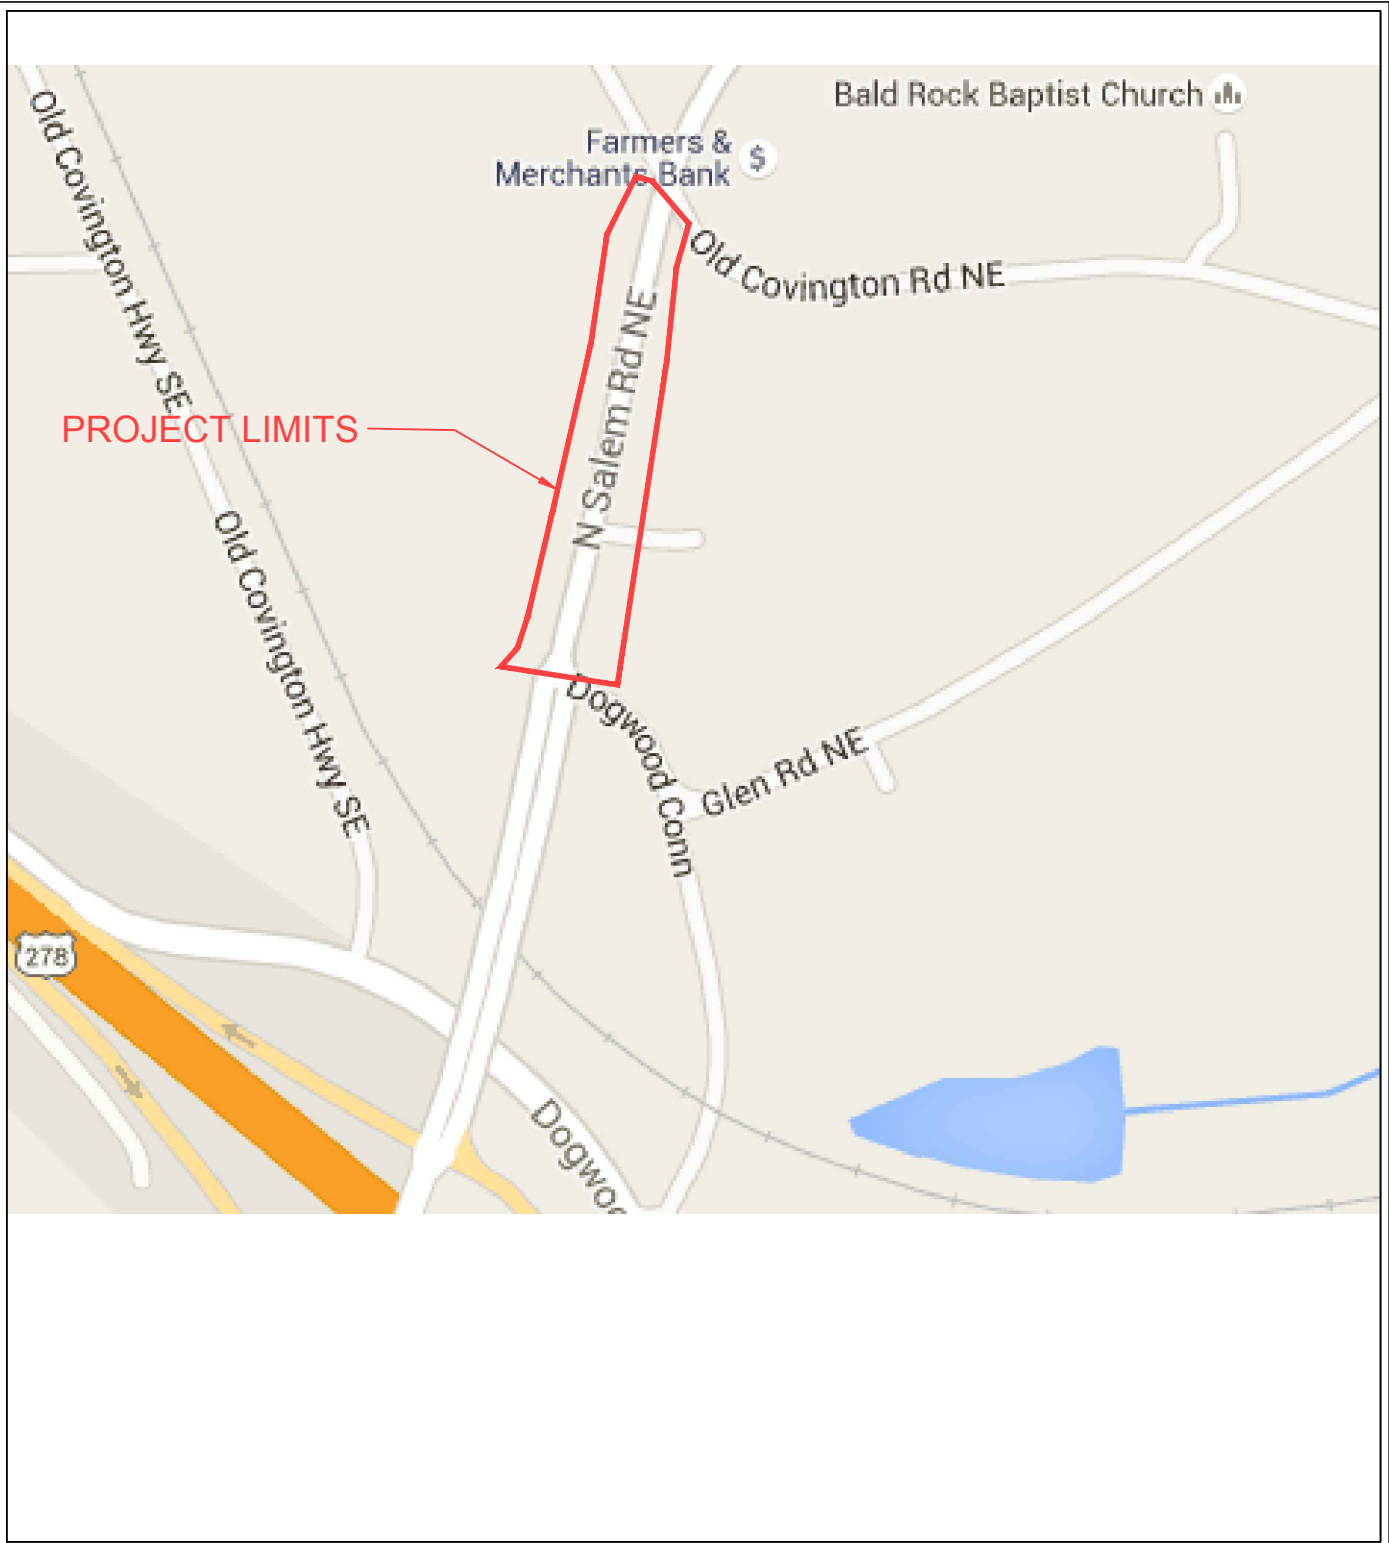 Bald Rock Baptist Church
Farmers &
Merchants Bank
$
Old Covington Hwy SE
Old Covington Rd NE
N Salem Rd NE
PROJECT LIMITS
Old Covington Hwy SE
Dogwood Conn
Glen Rd NE
278
Dogwoo